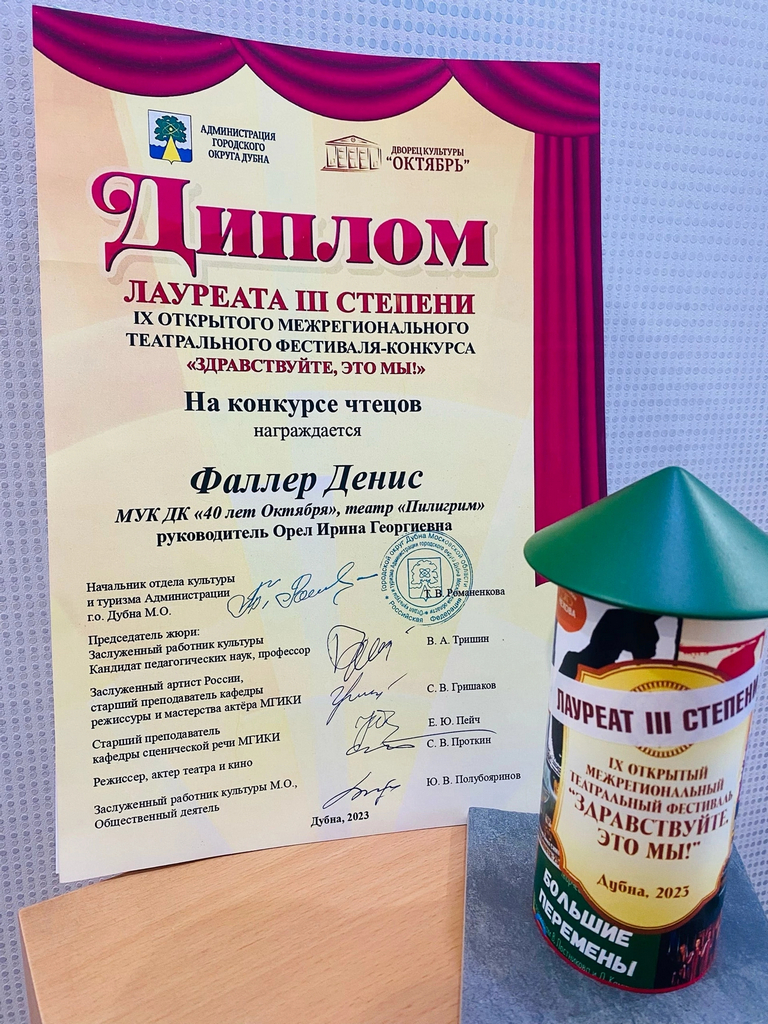 АДМИНИСТРАЦИЯ
ГОРОДСКОГО
ОКРУГА ДУБНА
ДВОРЕЦ КУЛЬТУРЫ
"ОКТЯБРЬ"
ДИПЛОМ
ЛАУРЕАТА III СТЕПЕНИ
IX ОТКРЫТОГО МЕЖРЕГИОНАЛЬНОГО
ТЕАТРАЛЬНОГО ФЕСТИВАЛЯ-КОНКУРСА
«ЗДРАВСТВУЙТЕ, ЭТО МЫ!»
На конкурсе чтецов
награждается
Фаллер Денис
МУК ДК «40 лет Октября», театр «Пилигрим»
руководитель Орел Ирина Георгиевна
Начальник отдела культуры
и туризма Администрации
г.о. Дубна М.О.
Т. В. Романенкова
Председатель жюри:
Заслуженный работник культуры
Кандидат педагогических наук, профессор
В. А. Тришин
Заслуженный артист России,
старший преподаватель кафедры
режиссуры и мастерства актёра МГИКИ
С. В. Гришаков
Старший преподаватель
кафедры сценической речи МГИКИ
Е. Ю. Пейч
Режиссер, актер театра и кино
С. В. Проткин
Заслуженный работник культуры М.О.,
Общественный деятель
Ю. В. Полубояринов
Дубна, 2023
ЛАУРЕАТ III СТЕПЕНИ
IX ОТКРЫТЫЙ
МЕЖРЕГИОНАЛЬНЫЙ
ТЕАТРАЛЬНЫЙ ФЕСТИВАЛЬ
"ЗДРАВСТВУЙТЕ,
ЭТО МЫ!"
Дубна, 2023
БОЛЬШИЕ
ПЕРЕМЕНЫ